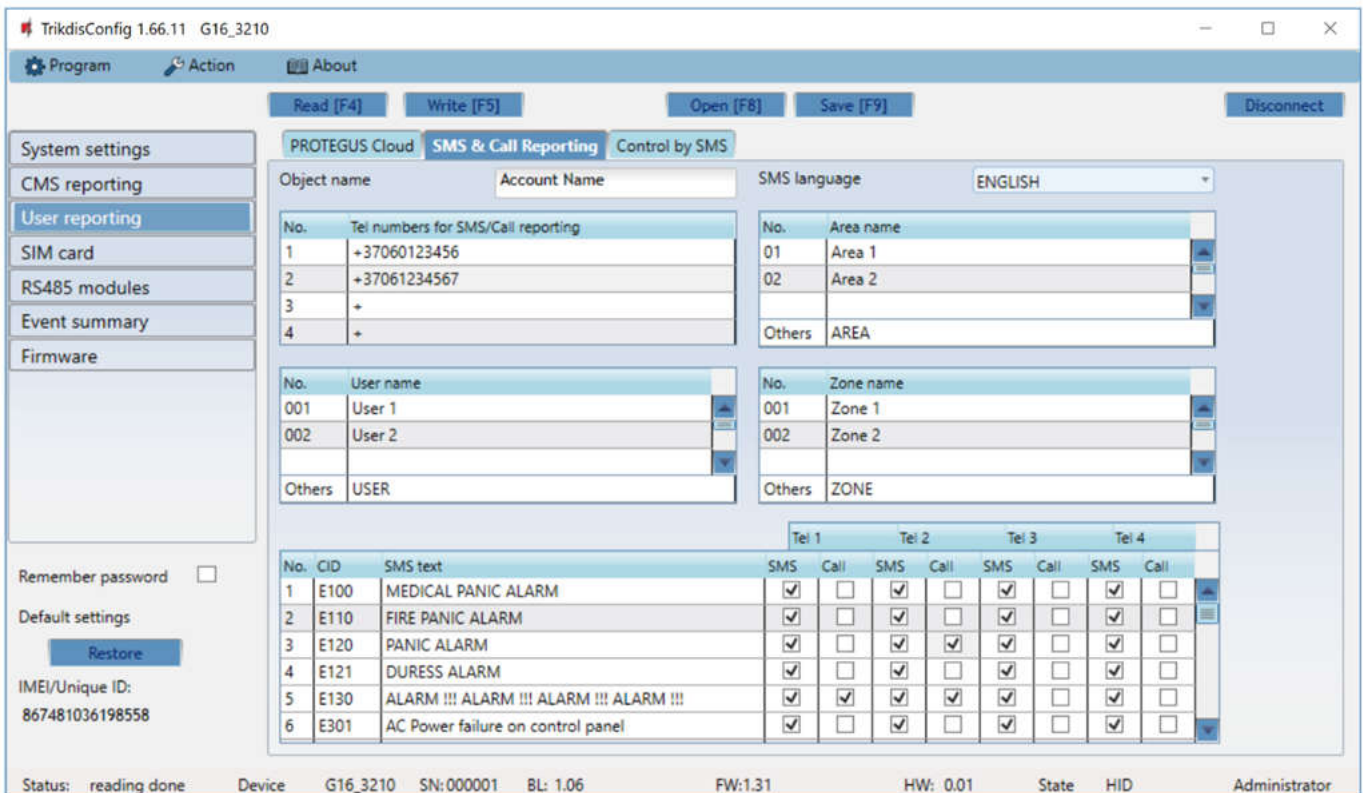 TrikdisConfig 1.66.11 G16_3210
Program Action About
Read [F4] Write [F5] Open [F8] Save [F9] Disconnect
System settings
CMS reporting
User reporting
SIM card
RS485 modules
Event summary
Firmware
PROTEGUS Cloud SMS & Call Reporting Control by SMS
Object name Account Name SMS language ENGLISH
No. Tel numbers for SMS/Call reporting
1 +37060123456
2 +37061234567
3 +
4 +
No. Area name
01 Area 1
02 Area 2
Others AREA
No. User name
001 User 1
002 User 2
Others USER
No. Zone name
001 Zone 1
002 Zone 2
Others ZONE
Tel 1 Tel 2 Tel 3 Tel 4
No. CID SMS text SMS Call SMS Call SMS Call SMS Call
1 E100 MEDICAL PANIC ALARM
2 E110 FIRE PANIC ALARM
3 E120 PANIC ALARM
4 E121 DURESS ALARM
5 E130 ALARM !!! ALARM !!! ALARM !!! ALARM !!!
6 E301 AC Power failure on control panel
Remember password
Default settings
Restore
IMEI/Unique ID:
867481036198558
Status: reading done Device G16_3210 SN:000001 BL: 1.06 FW:1.31 HW: 0.01 State HID Administrator